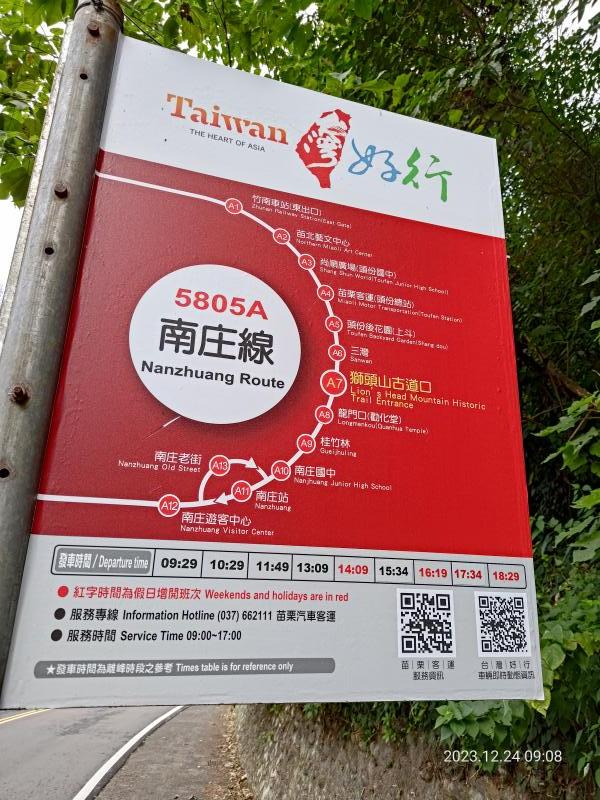 Taiwan
THE HEART OF ASIA
台灣好行
A1 竹南車站(東出口)
Zhunan Railway Station(East Gate)
A2 苗北藝文中心
Northern Miaoli Art Center
A3 尚順廣場(頭份國中)
Shang Shun World(Toufen Junior High School)
A4 苗栗客運(頭份總站)
Miaoli Motor Transportation(Toufen Station)
A5 頭份後花園(上斗)
Toufen Backyard Garden(Shang dou)
A6 三灣
Sanwan
A7 獅頭山古道口
Lion's Head Mountain Historic
Trail Entrance
A8 龍門口(勸化堂)
Longmenkou(Quanhua Temple)
A9 桂竹林
Gueijhuling
A10 南庄國中
Nanjhuang Junior High School
A11 南庄站
Nanzhuang
A12 南庄遊客中心
Nanzhuang Visitor Center
A13 南庄老街
Nanzhuang Old Street
5805A
南庄線
Nanzhuang Route
發車時間 / Departure time 09:29 10:29 11:49 13:09 14:09 15:34 16:19 17:34 18:29
● 紅字時間為假日增開班次 Weekends and holidays are in red
● 服務專線 Information Hotline (037) 662111 苗栗汽車客運
● 服務時間 Service Time 09:00~17:00
★發車時間為離峰時段之參考 Times table is for reference only
苗|栗|客|運
服務資訊
台|灣|好|行
車輛即時動態資訊
2023.12.24 09:08